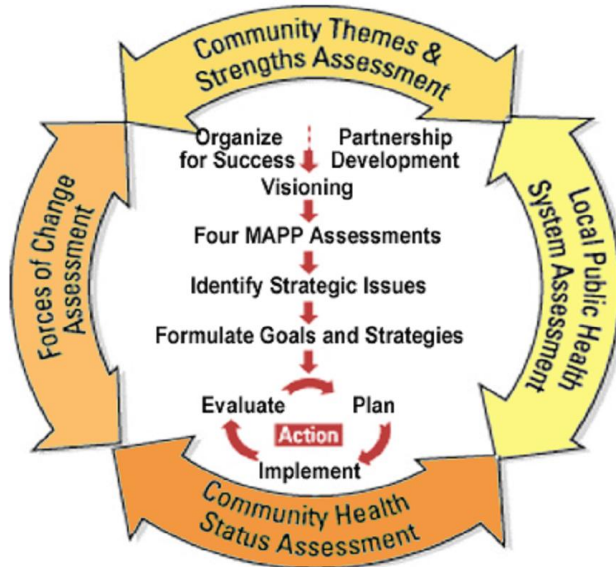 Community Themes &
Strengths Assessment
Organize
for Success
Partnership
Development
Visioning
Four MAPP Assessments
Identify Strategic Issues
Formulate Goals and Strategies
Evaluate
Plan
Action
Implement
Forces of Change
Assessment
Local Public Health
System Assessment
Community Health
Status Assessment